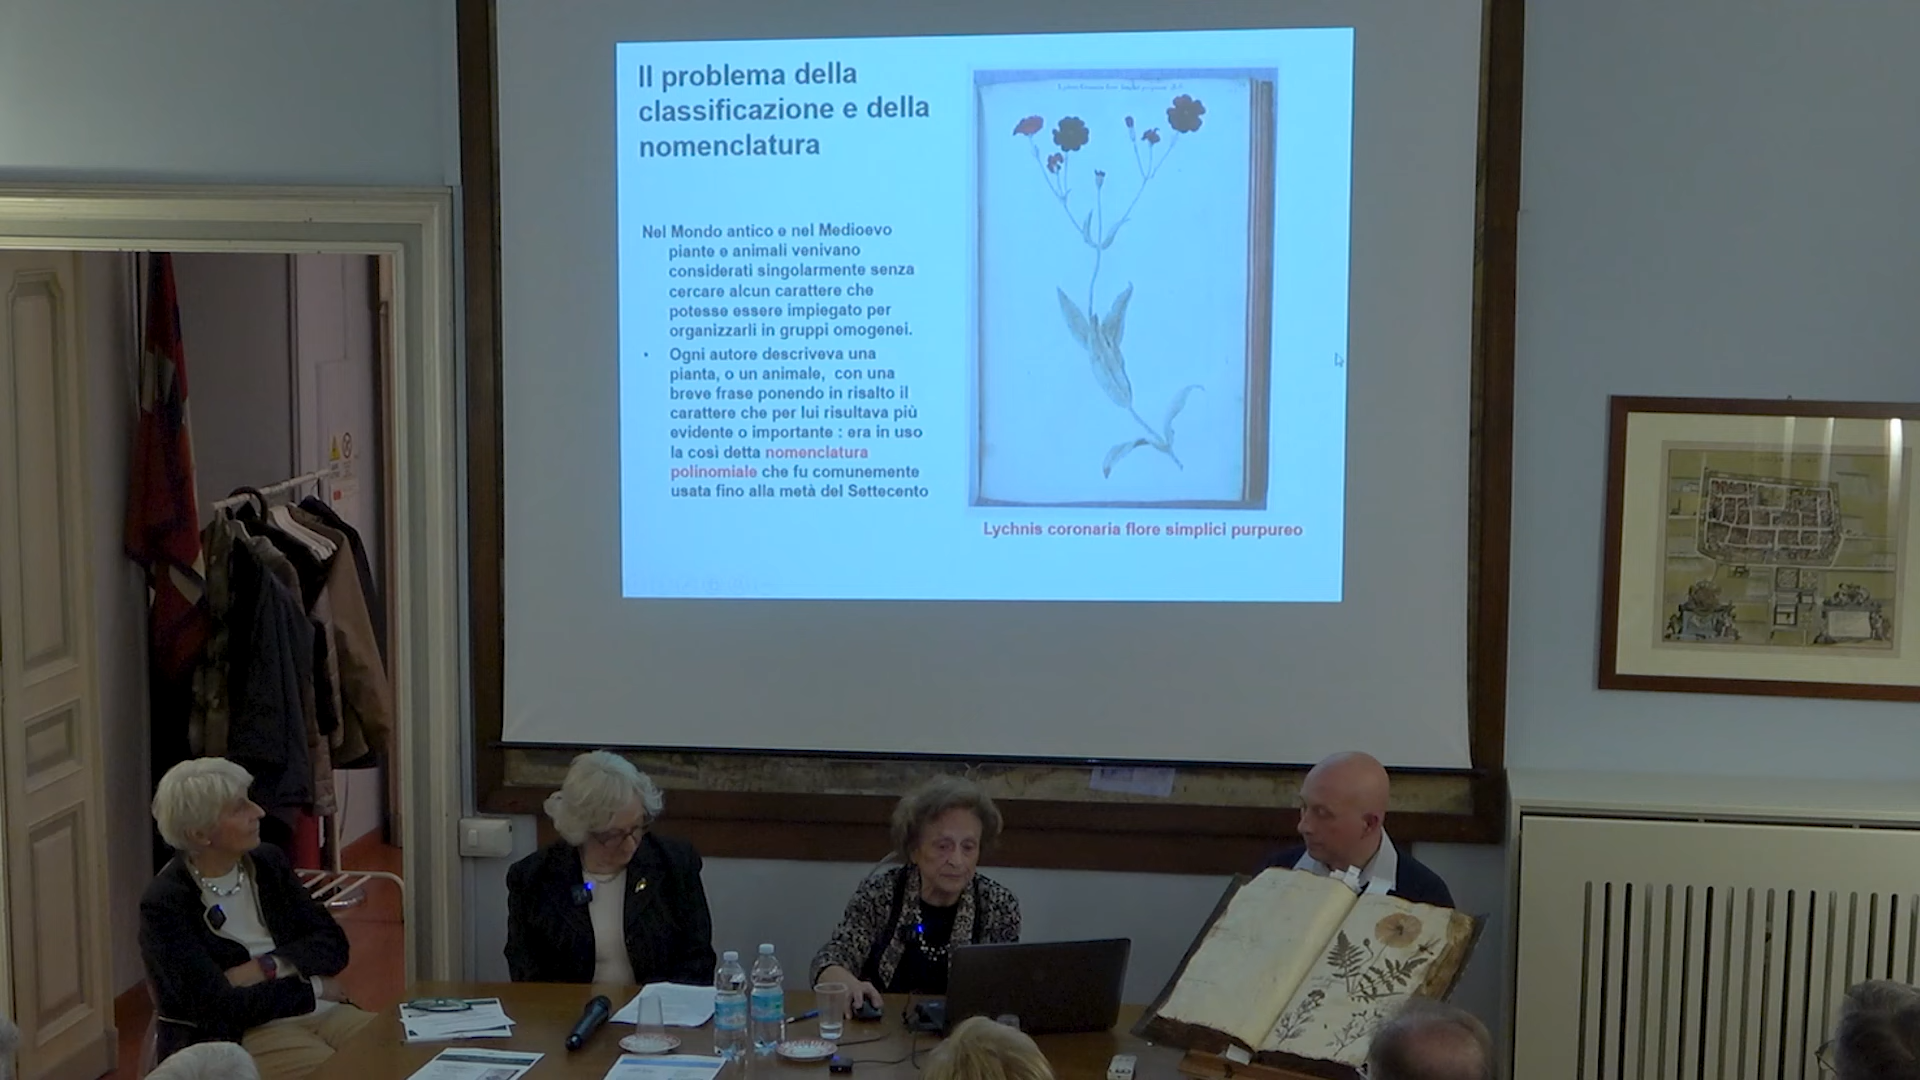 Il problema della
classificazione e della
nomenclatura
Nel Mondo antico e nel Medioevo
piante e animali venivano
considerati singolarmente senza
cercare alcun carattere che
potesse essere impiegato per
organizzarli in gruppi omogenei.
• Ogni autore descriveva una
pianta, o un animale, con una
breve frase ponendo in risalto il
carattere che per lui risultava più
evidente o importante : era in uso
la così detta nomenclatura
polinomiale che fu comunemente
usata fino alla metà del Settecento
Lychnis coronaria flore simplici purpureo